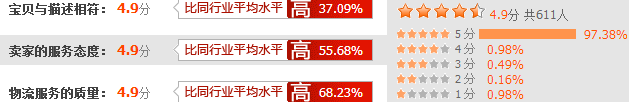 宝贝与描述相符: 4.9分 比同行业平均水平 高 37.09%
卖家的服务态度: 4.9分 比同行业平均水平 高 55.68%
物流服务的质量: 4.9分 比同行业平均水平 高 68.23%
4.9分 共611人
5分 97.38%
4分 0.98%
3分 0.49%
2分 0.16%
1分 0.98%